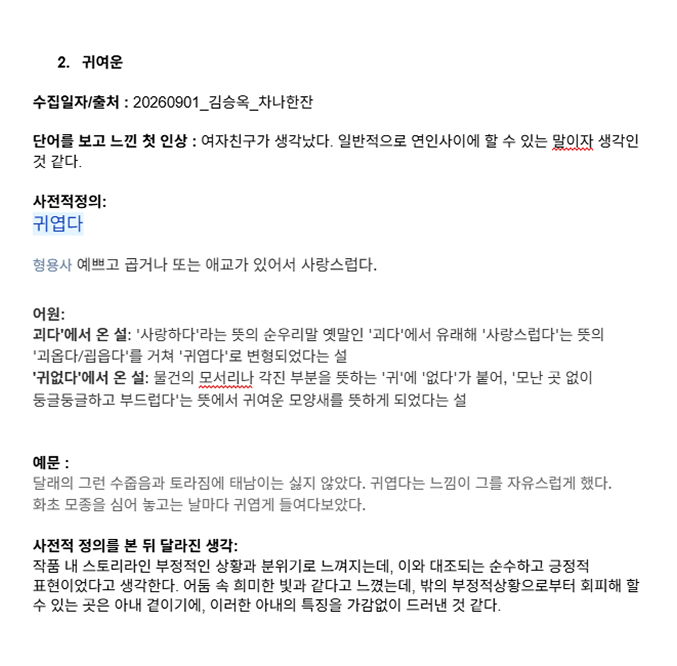 2. 귀여운
수집일자/출처 : 20260901_김승옥_차나한잔
단어를 보고 느낀 첫 인상 : 여자친구가 생각났다. 일반적으로 연인사이에 할 수 있는 말이자 생각인
것 같다.
사전적정의:
귀엽다
형용사 예쁘고 곱거나 또는 애교가 있어서 사랑스럽다.
어원:
괴다'에서 온 설: '사랑하다'라는 뜻의 순우리말 옛말인 '괴다'에서 유래해 '사랑스럽다'는 뜻의
'괴옵다/굅읍다'를 거쳐 '귀엽다'로 변형되었다는 설
'귀없다'에서 온 설: 물건의 모서리나 각진 부분을 뜻하는 '귀'에 '없다'가 붙어, '모난 곳 없이
둥글둥글하고 부드럽다'는 뜻에서 귀여운 모양새를 뜻하게 되었다는 설
예문 :
달래의 그런 수줍음과 토라짐에 태남이는 싫지 않았다. 귀엽다는 느낌이 그를 자유스럽게 했다.
화초 모종을 심어 놓고는 날마다 귀엽게 들여다보았다.
사전적 정의를 본 뒤 달라진 생각:
작품 내 스토리라인 부정적인 상황과 분위기로 느껴지는데, 이와 대조되는 순수하고 긍정적
표현이었다고 생각한다. 어둠 속 희미한 빛과 같다고 느꼈는데, 밖의 부정적상황으로부터 회피해 할
수 있는 곳은 아내 곁이기에, 이러한 아내의 특징을 가감없이 드러낸 것 같다.